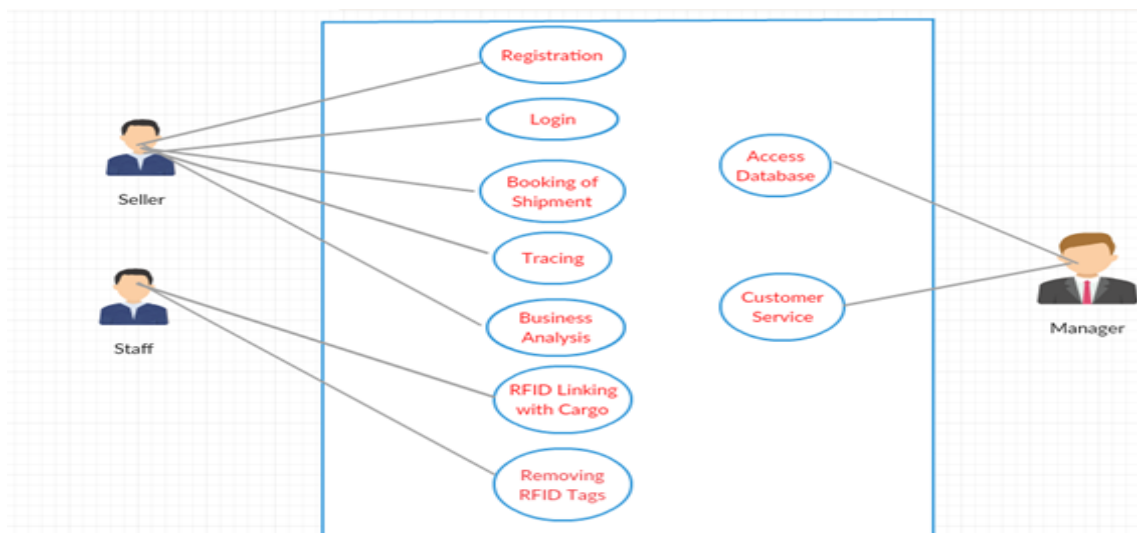 Registration
Login
Booking of
Shipment
Tracing
Business
Analysis
RFID Linking
with Cargo
Removing
RFID Tags
Access
Database
Customer
Service
Seller
Staff
Manager